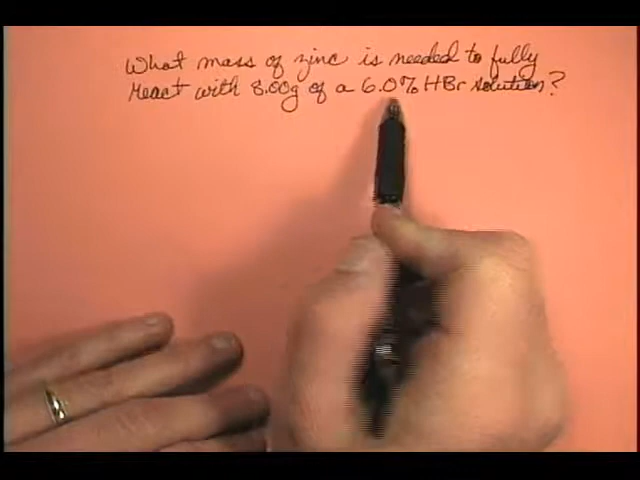 What mass of zinc is needed to fully
react with 8.00g of a 6.0% HBr solution?